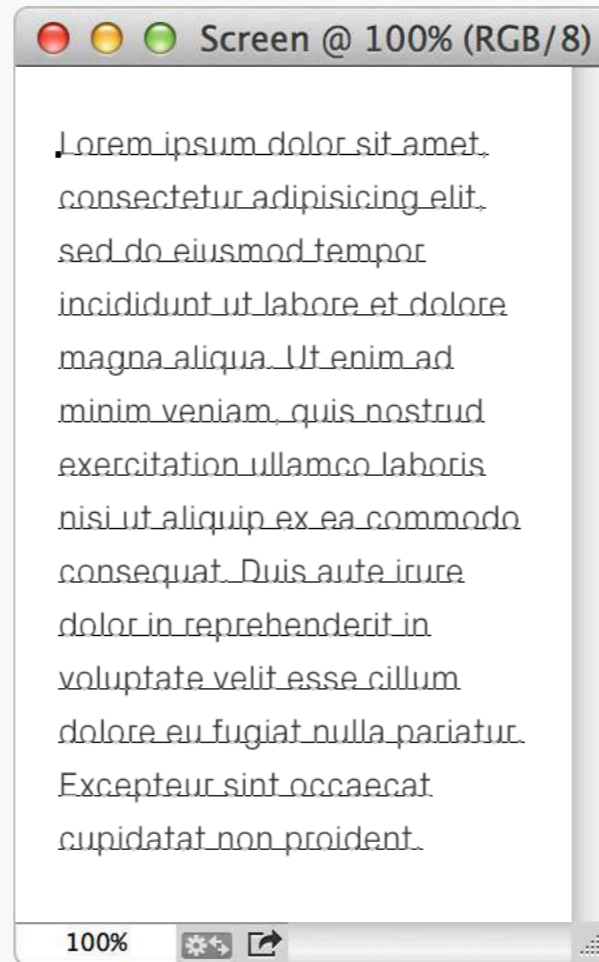 Screen @ 100% (RGB/8)
Lorem ipsum dolor sit amet,
consectetur adipisicing elit,
sed do eiusmod tempor
incididunt ut labore et dolore
magna aliqua. Ut enim ad
minim veniam, quis nostrud
exercitation ullamco laboris
nisi ut aliquip ex ea commodo
consequat. Duis aute irure
dolor in reprehenderit in
voluptate velit esse cillum
dolore eu fugiat nulla pariatur.
Excepteur sint occaecat
cupidatat non proident.
100%